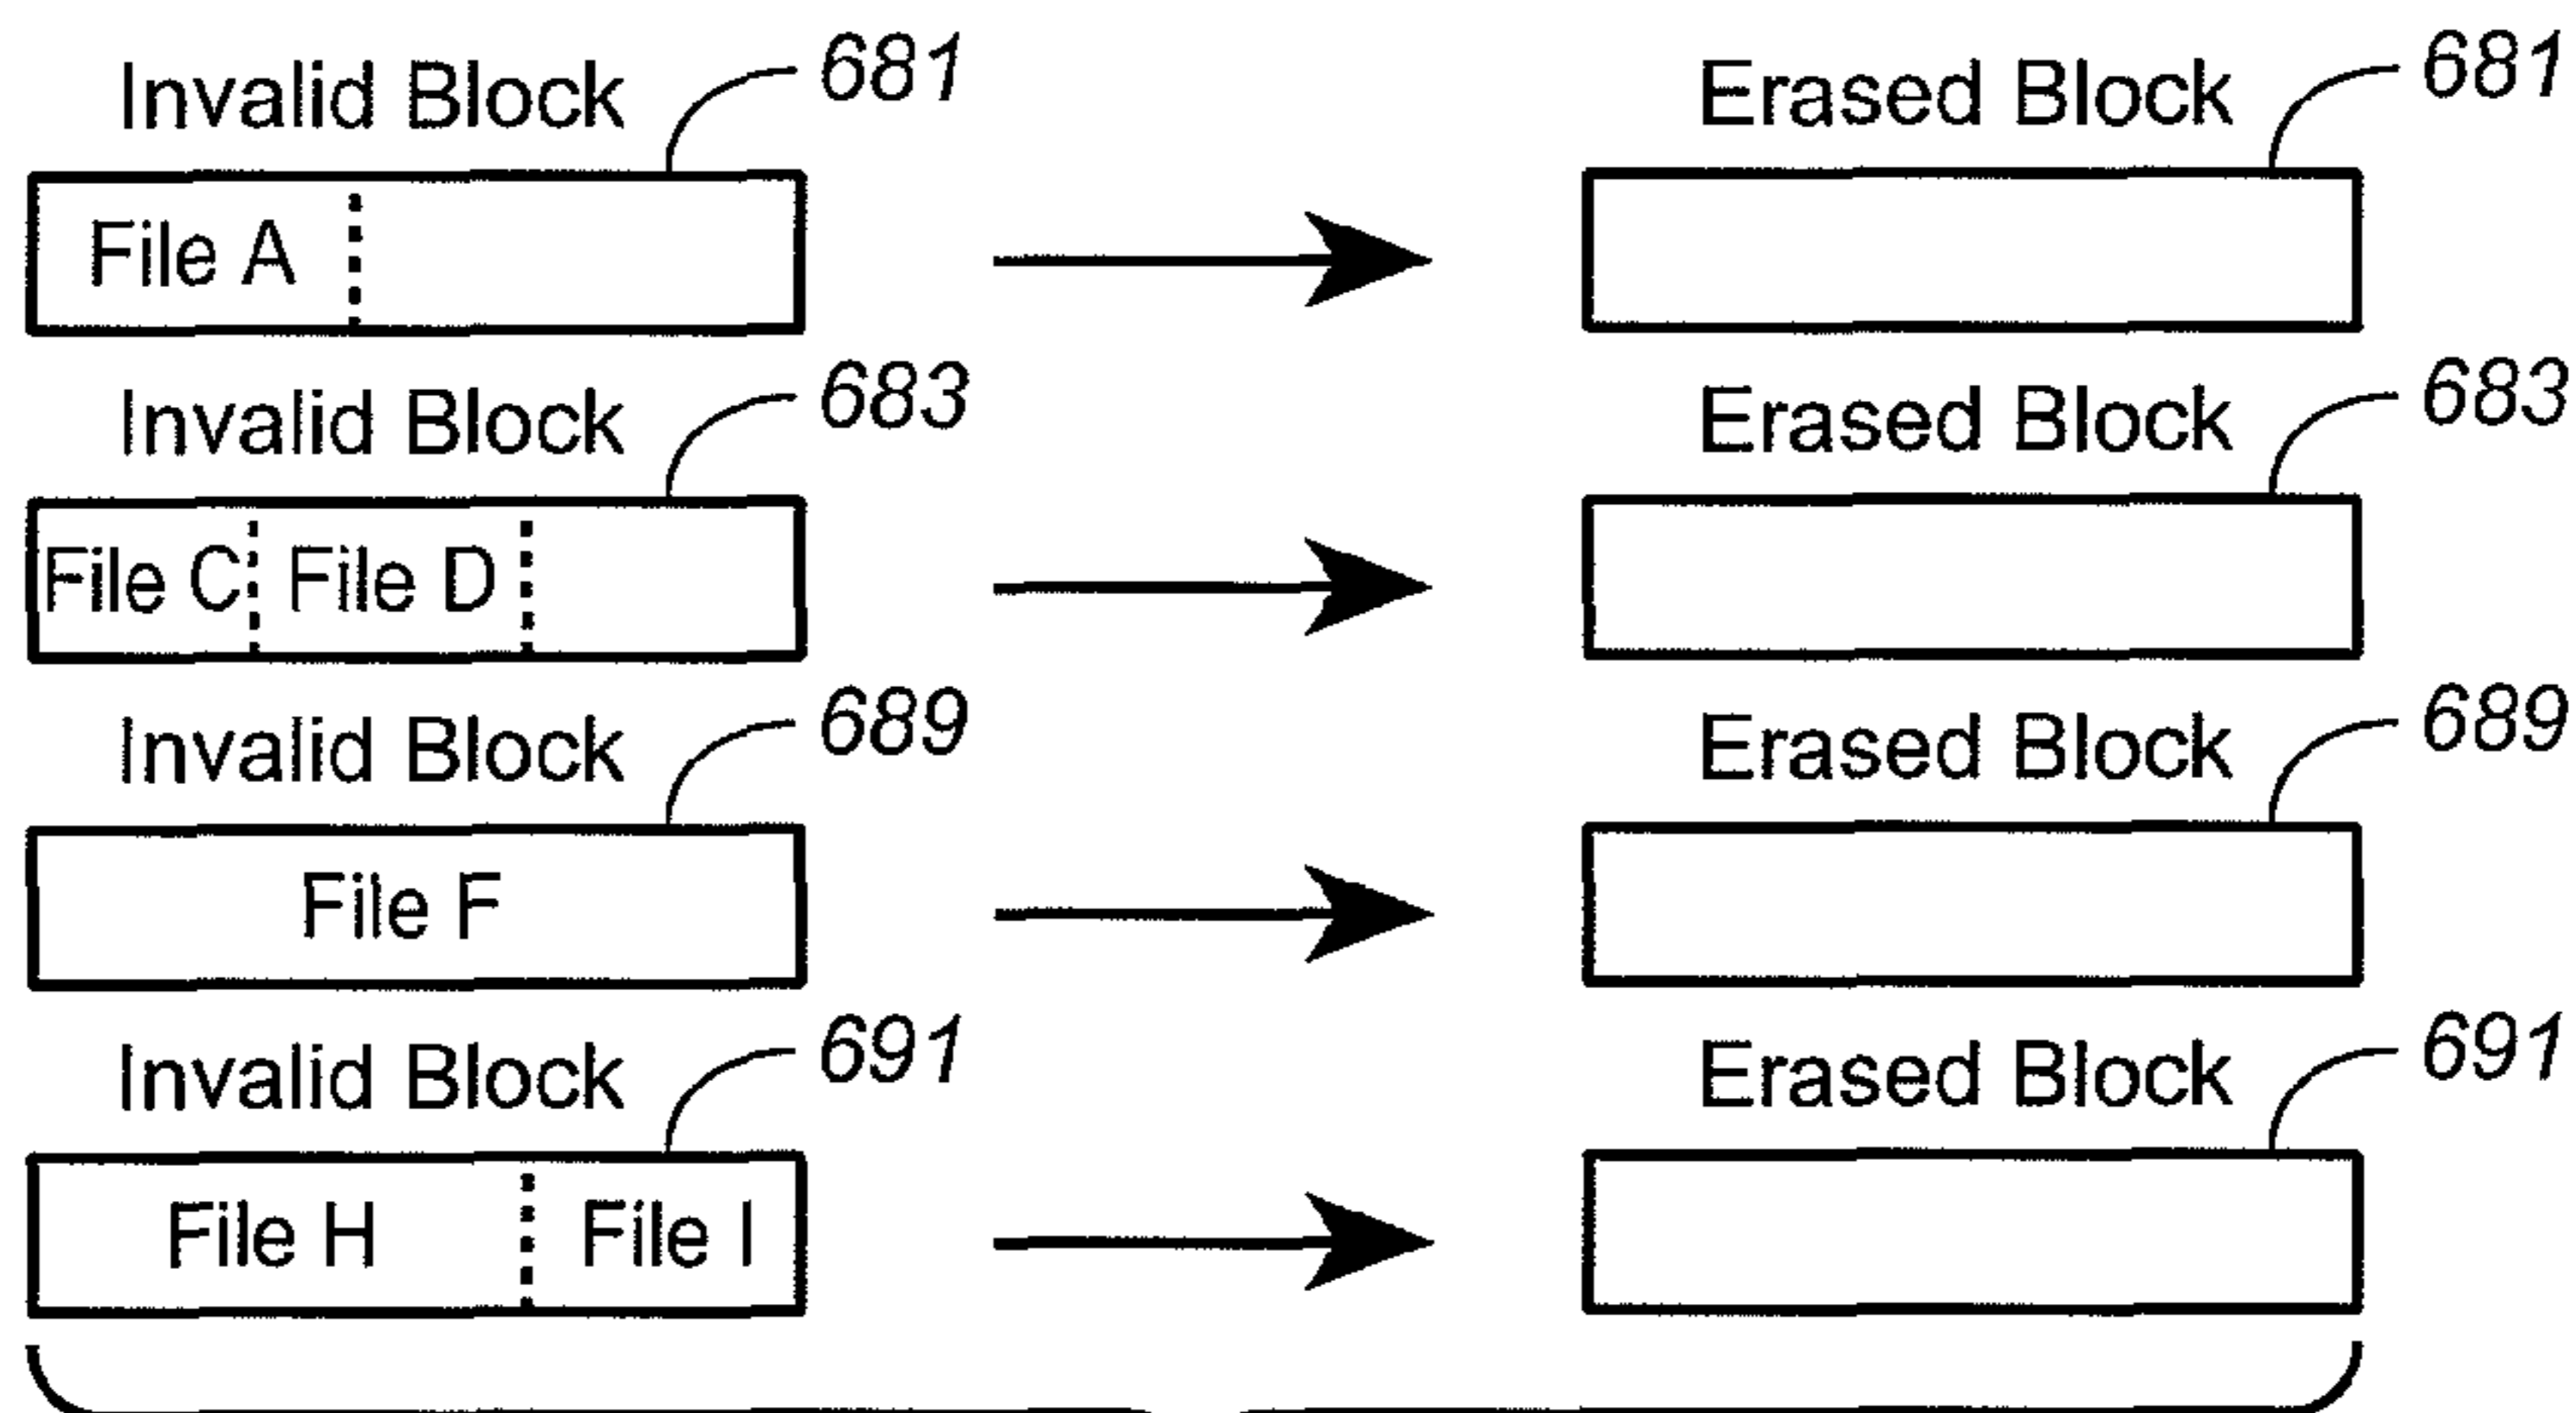 Invalid Block 681 Erased Block 681
File A
Invalid Block 683 Erased Block 683
File C File D
Invalid Block 689 Erased Block 689
File F
Invalid Block 691 Erased Block 691
File H File I